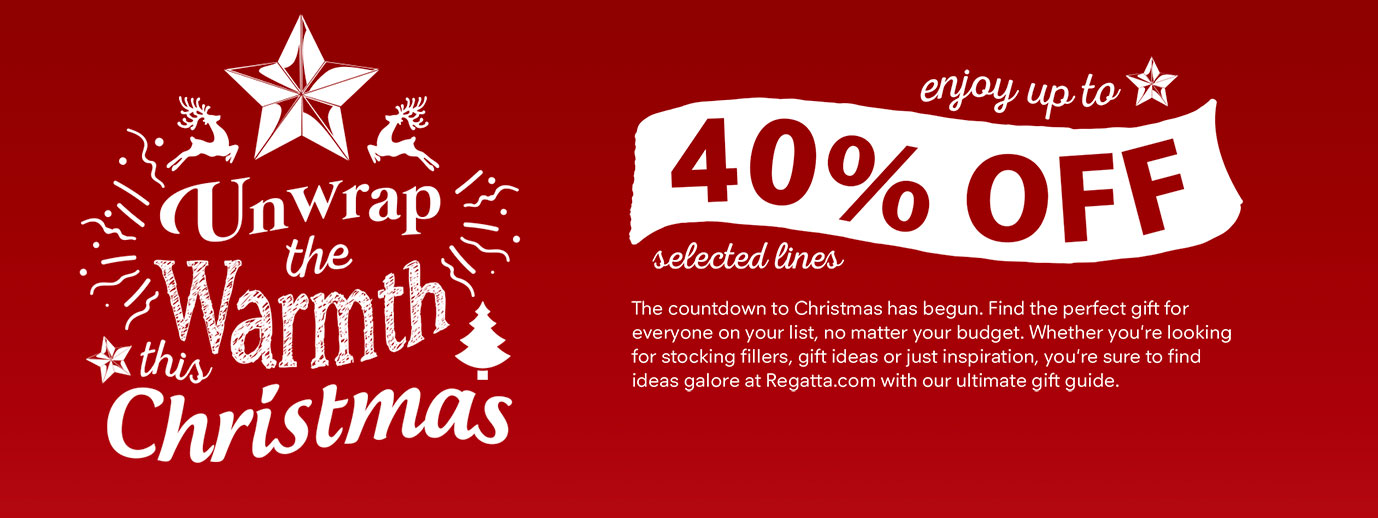 Unwrap
the
Warmth
this
Christmas
enjoy up to
40% OFF
selected lines
The countdown to Christmas has begun. Find the perfect gift for
everyone on your list, no matter your budget. Whether you're looking
for stocking fillers, gift ideas or just inspiration, you're sure to find
ideas galore at Regatta.com with our ultimate gift guide.